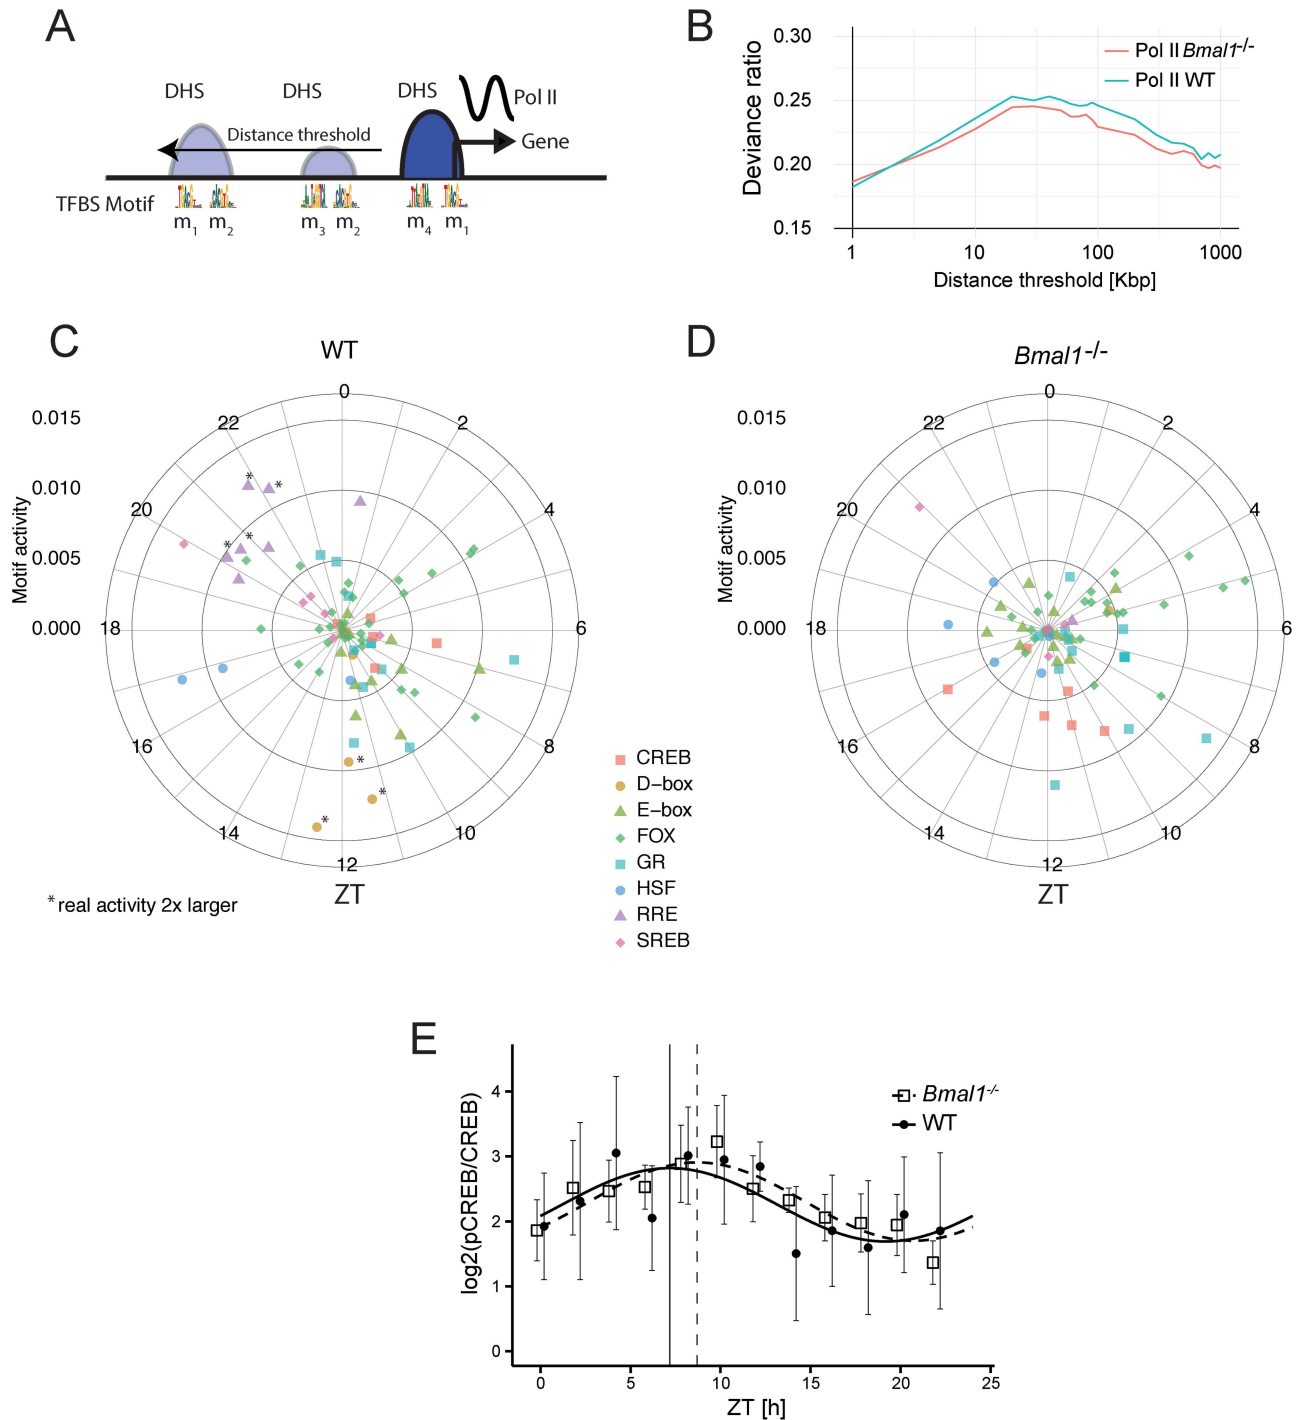 A
DHS
DHS
DHS
Pol II
Distance threshold
Gene
TFBS Motif
m1
m2
m3
m2
m4
m1
B
Deviance ratio
0.30
0.25
0.20
0.15
Pol II Bmal1-/-
Pol II WT
1
10
100
1000
Distance threshold [Kbp]
C
WT
Motif activity
0.015
0.010
0.005
0.000
0
2
4
6
8
10
12
14
16
18
20
22
*
*
*
*
*
*
*
ZT
*real activity 2x larger
CREB
D-box
E-box
FOX
GR
HSF
RRE
SREB
D
Bmal1-/-
Motif activity
0.015
0.010
0.005
0.000
0
2
4
6
8
10
12
14
16
18
20
22
ZT
E
log2(pCREB/CREB)
4
3
2
1
0
Bmal1-/-
WT
0
5
10
15
20
25
ZT [h]